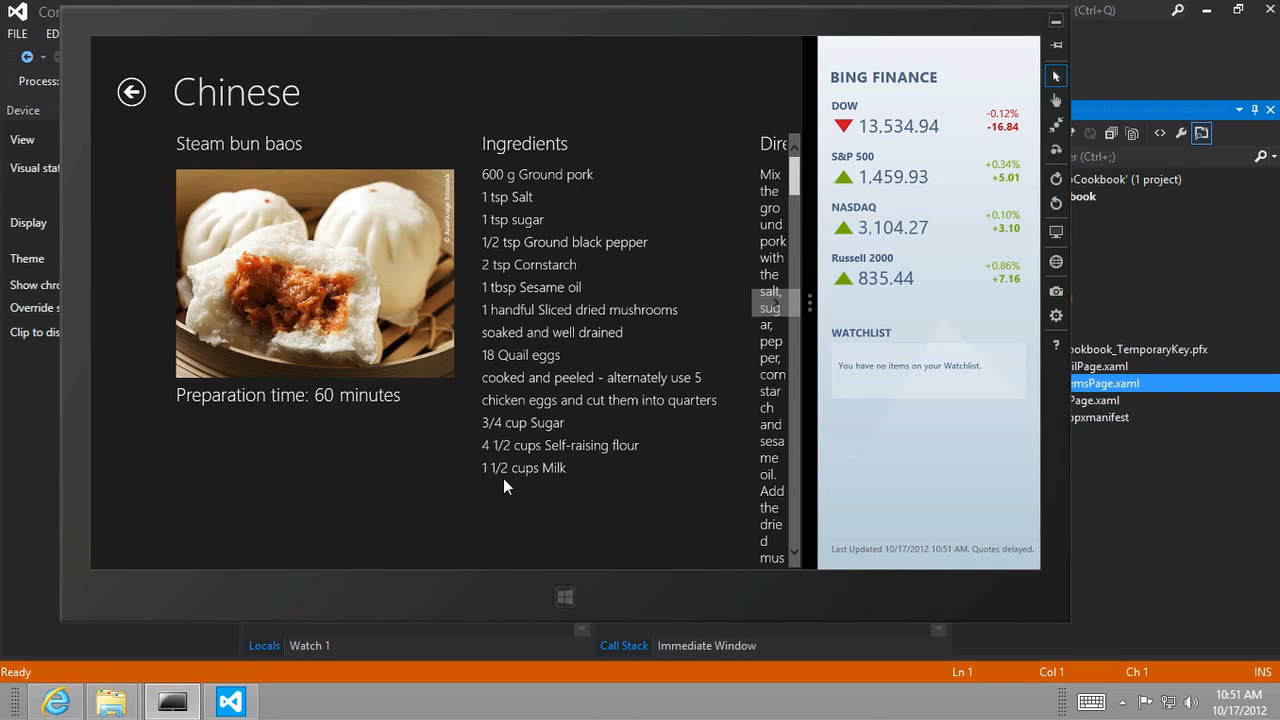 Co
(Ctrl+Q)
FILE
ED
Process:
Device
View
Visual stat
Display
Theme
Show chro
Override s
Clip to dis
Chinese
Steam bun baos
© AsiaPix/age fotostock
Preparation time: 60 minutes
Ingredients
600 g Ground pork
1 tsp Salt
1 tsp sugar
1/2 tsp Ground black pepper
2 tsp Cornstarch
1 tbsp Sesame oil
1 handful Sliced dried mushrooms
soaked and well drained
18 Quail eggs
cooked and peeled - alternately use 5
chicken eggs and cut them into quarters
3/4 cup Sugar
4 1/2 cups Self-raising flour
1 1/2 cups Milk
Dire
Mix
the
gro
und
pork
with
the
salt,
sug
ar,
pep
per,
corn
star
ch
and
sesa
me
oil.
Add
the
drie
d
mus
BING FINANCE
DOW
13,534.94
-0.12%
-16.84
S&P 500
1,459.93
+0.34%
+5.01
NASDAQ
3,104.27
+0.10%
+3.10
Russell 2000
835.44
+0.86%
+7.16
WATCHLIST
You have no items on your Watchlist.
Last Updated 10/17/2012 10:51 AM. Quotes delayed.
?
er (Ctrl+;)
oCookbook' (1 project)
ookbook_TemporaryKey.pfx
ilPage.xaml
emsPage.xaml
Page.xaml
ppxmanifest
Locals
Watch 1
Call Stack
Immediate Window
Ready
Ln 1
Col 1
Ch 1
INS
10:51 AM
10/17/2012